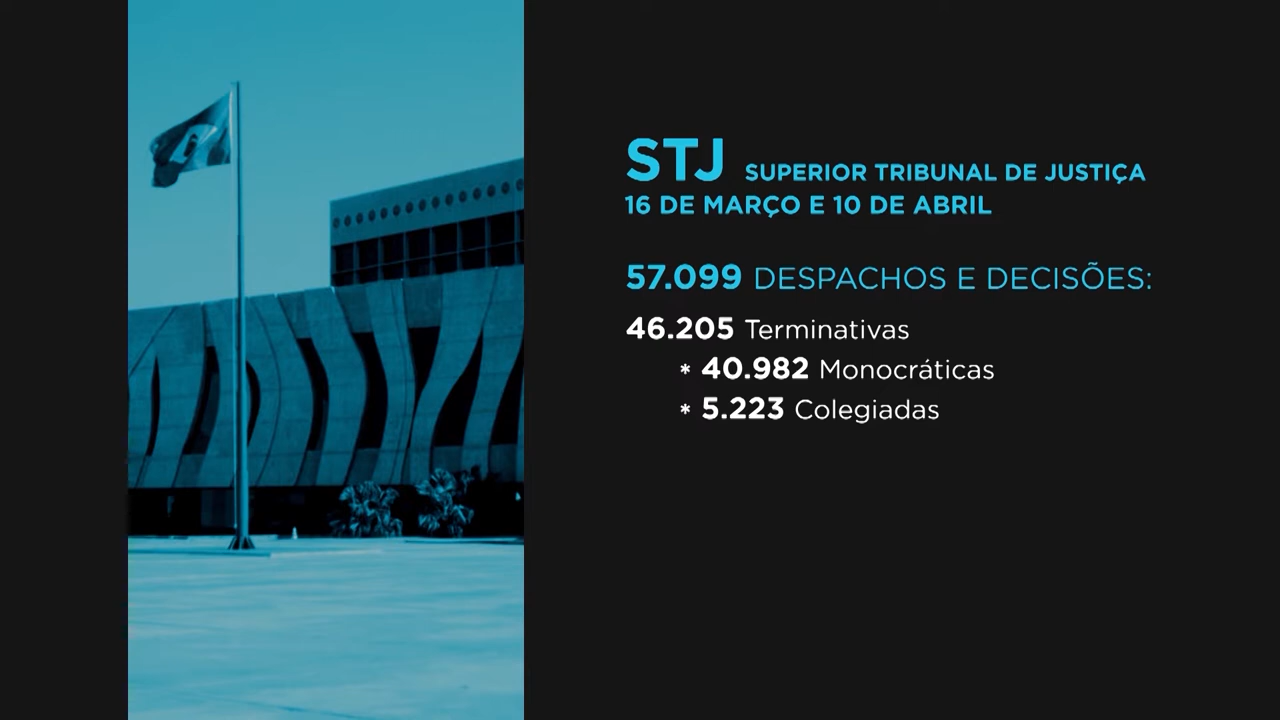 STJ SUPERIOR TRIBUNAL DE JUSTIÇA
16 DE MARÇO E 10 DE ABRIL
57.099 DESPACHOS E DECISÕES:
46.205 Terminativas
* 40.982 Monocráticas
* 5.223 Colegiadas